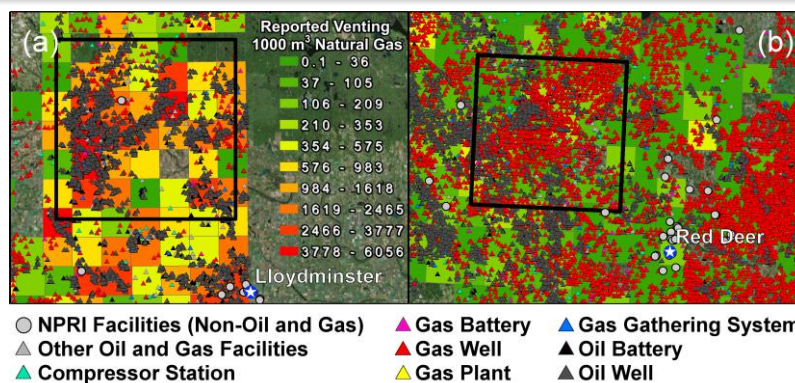 (a)
Reported Venting
1000 m³ Natural Gas
0.1 - 36
37 - 105
106 - 209
210 - 353
354 - 575
576 - 983
984 - 1618
1619 - 2465
2466 - 3777
3778 - 6056
Lloydminster
(b)
Red Deer
NPRI Facilities (Non-Oil and Gas)
Gas Battery
Gas Gathering System
Other Oil and Gas Facilities
Gas Well
Oil Battery
Compressor Station
Gas Plant
Oil Well